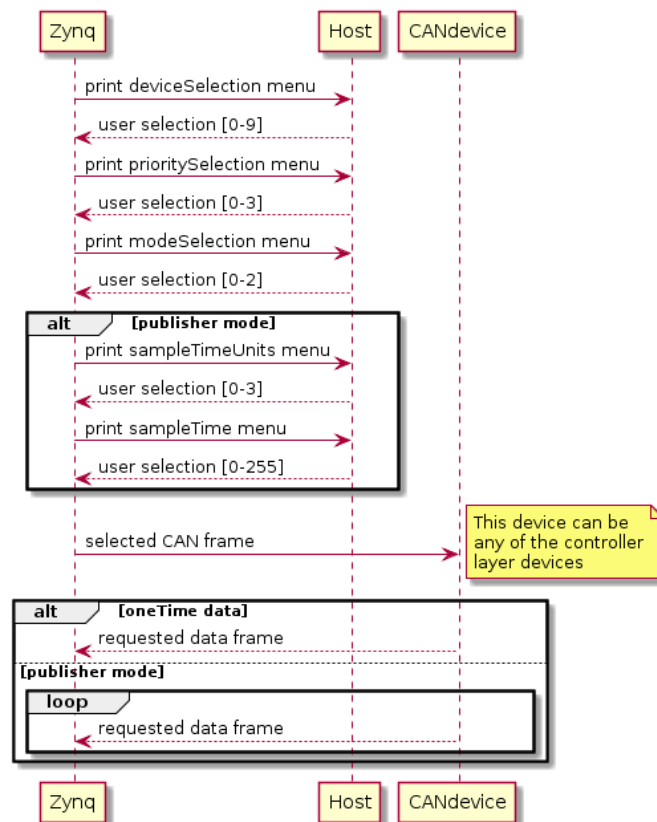 Zynq Host CANdevice
print deviceSelection menu
user selection [0-9]
print prioritySelection menu
user selection [0-3]
print modeSelection menu
user selection [0-2]
alt [publisher mode]
print sampleTimeUnits menu
user selection [0-3]
print sampleTime menu
user selection [0-255]
selected CAN frame
This device can be
any of the controller
layer devices
alt [oneTime data]
requested data frame
[publisher mode]
loop
requested data frame
Zynq Host CANdevice